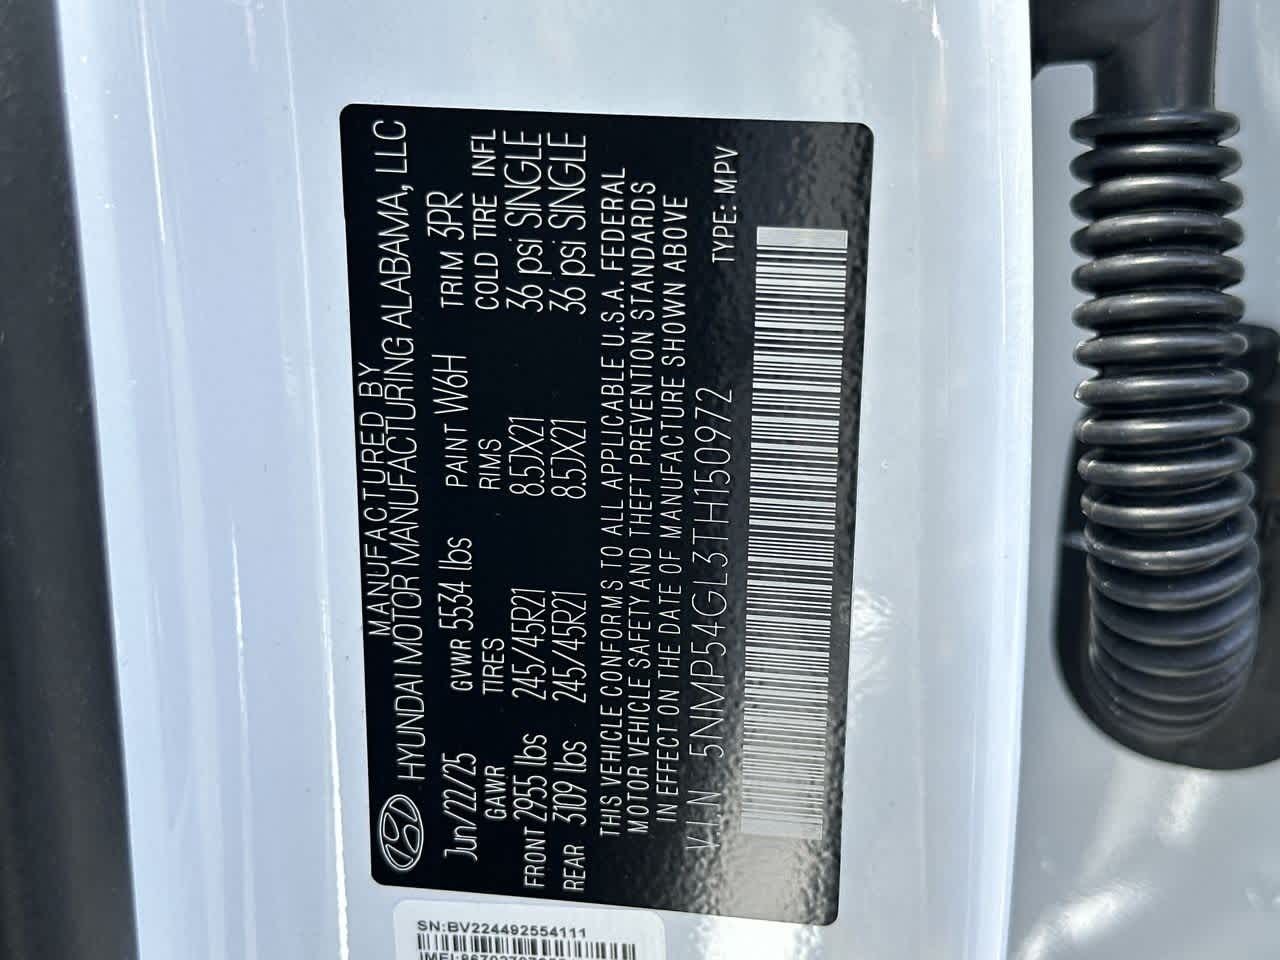 MANUFACTURED BY
HYUNDAI MOTOR MANUFACTURING ALABAMA, LLC
Jun/22/25 GVWR 5534 lbs PAINT W6H TRIM 3PR
GAWR TIRES RIMS COLD TIRE INFL
FRONT 2955 lbs 245/45R21 8.5JX21 36 psi SINGLE
REAR 3109 lbs 245/45R21 8.5JX21 36 psi SINGLE
THIS VEHICLE CONFORMS TO ALL APPLICABLE U.S.A. FEDERAL
MOTOR VEHICLE SAFETY AND THEFT PREVENTION STANDARDS
IN EFFECT ON THE DATE OF MANUFACTURE SHOWN ABOVE
V.I.N 5NMP54GL3TH150972 TYPE: MPV
SN:BV224492554111